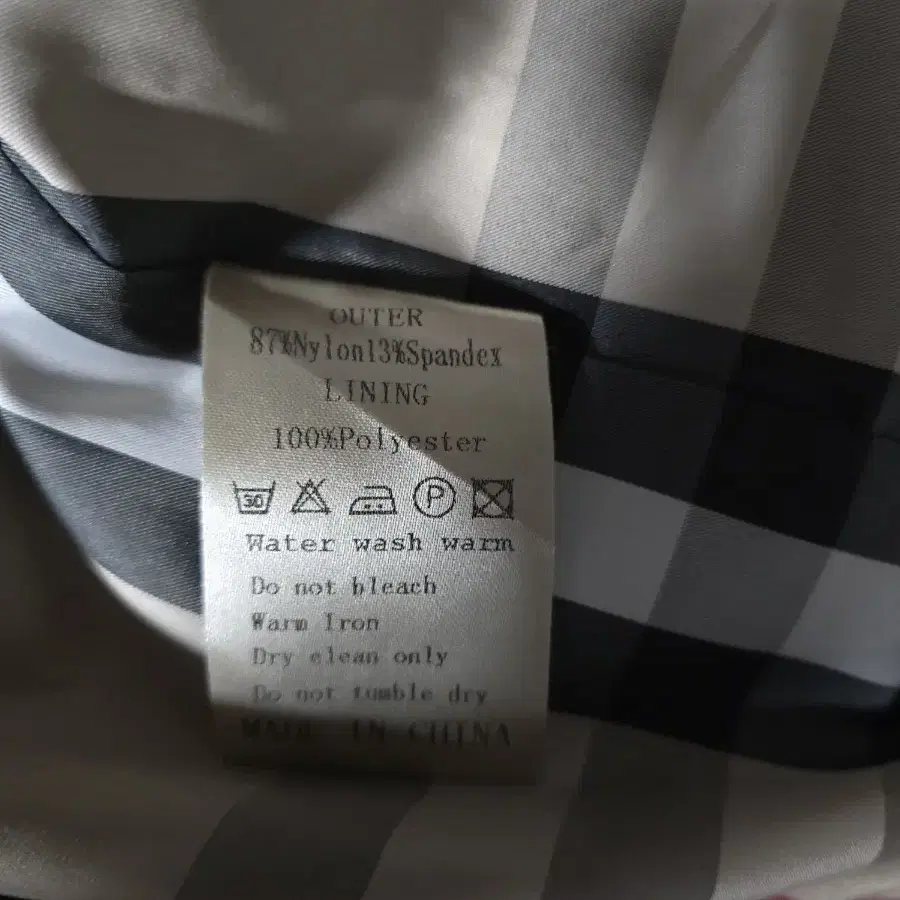 OUTER
87%Nylon13%Spandex
LINING
100%Polyester
30 P
Water wash warm
Do not bleach
Warm Iron
Dry clean only
Do not tumble dry
MADE IN CHINA